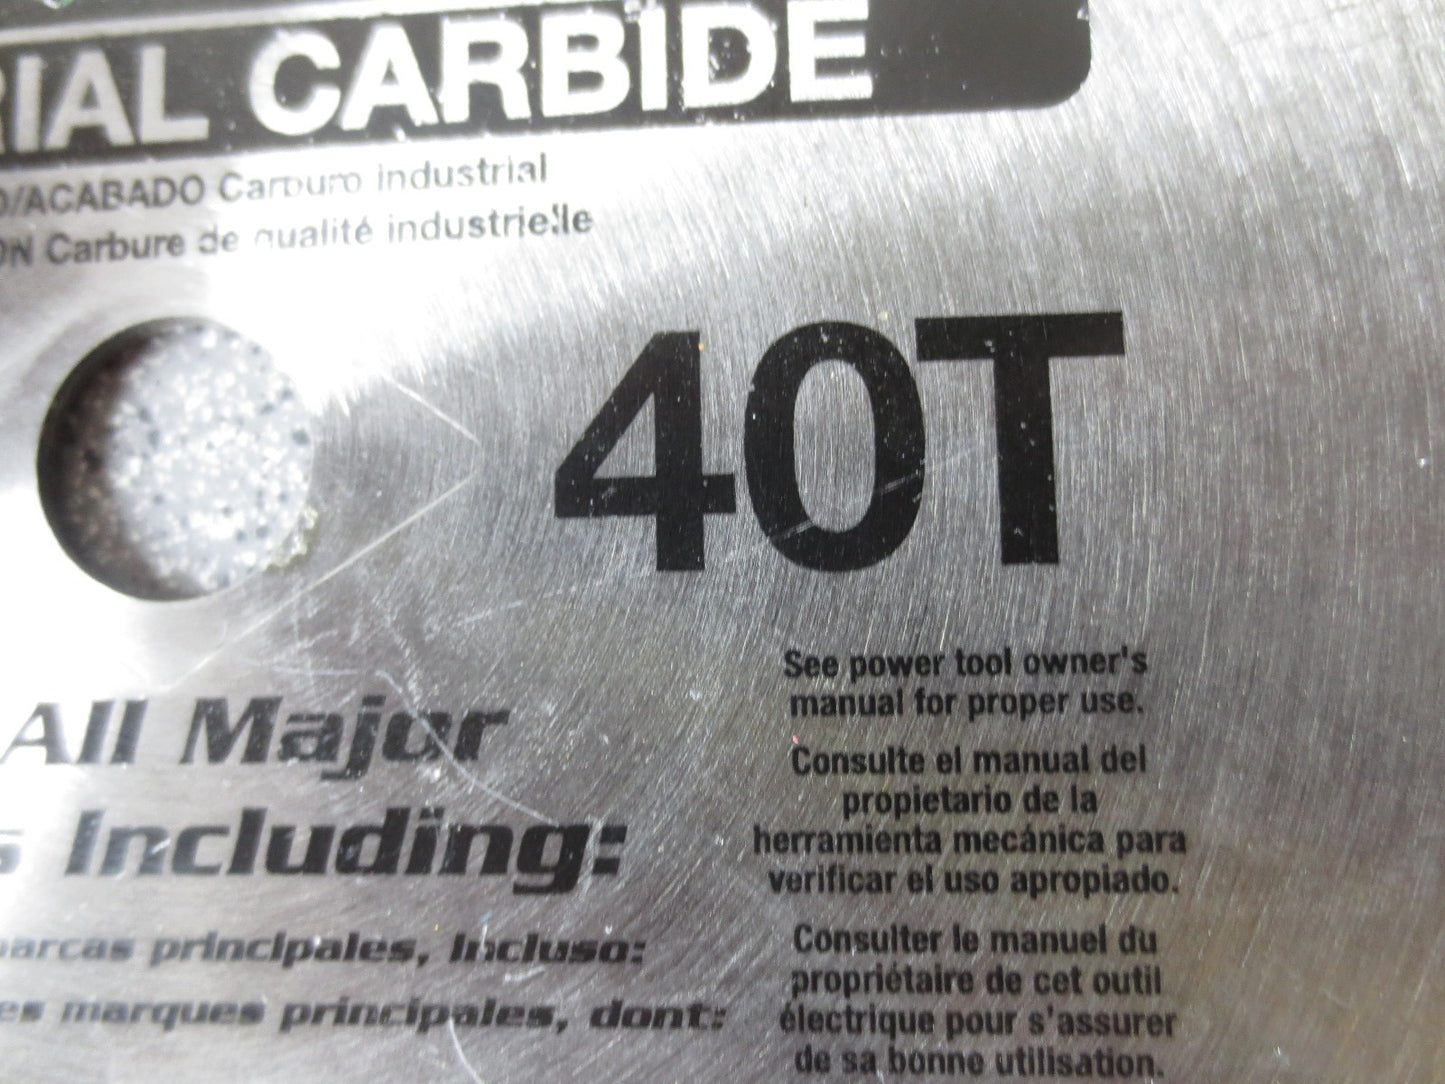 RIAL CARBIDE
O/ACABADO Carburo industrial
ON Carbure de qualité industrielle
40T
See power tool owner's
manual for proper use.
Consulte el manual del
propietario de la
herramienta mecánica para
verificar el uso apropiado.
Consulter le manuel du
propriétaire de cet outil
électrique pour s'assurer
de sa bonne utilisation.
All Major
s Including:
arcas principales, incluso:
es marques principales, dont: